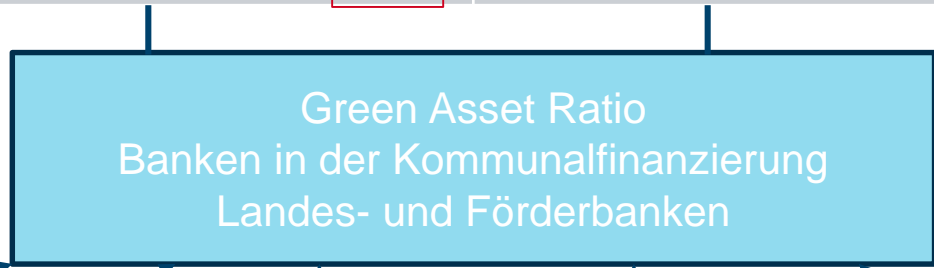 Green Asset Ratio
Banken in der Kommunalfinanzierung
Landes- und Förderbanken